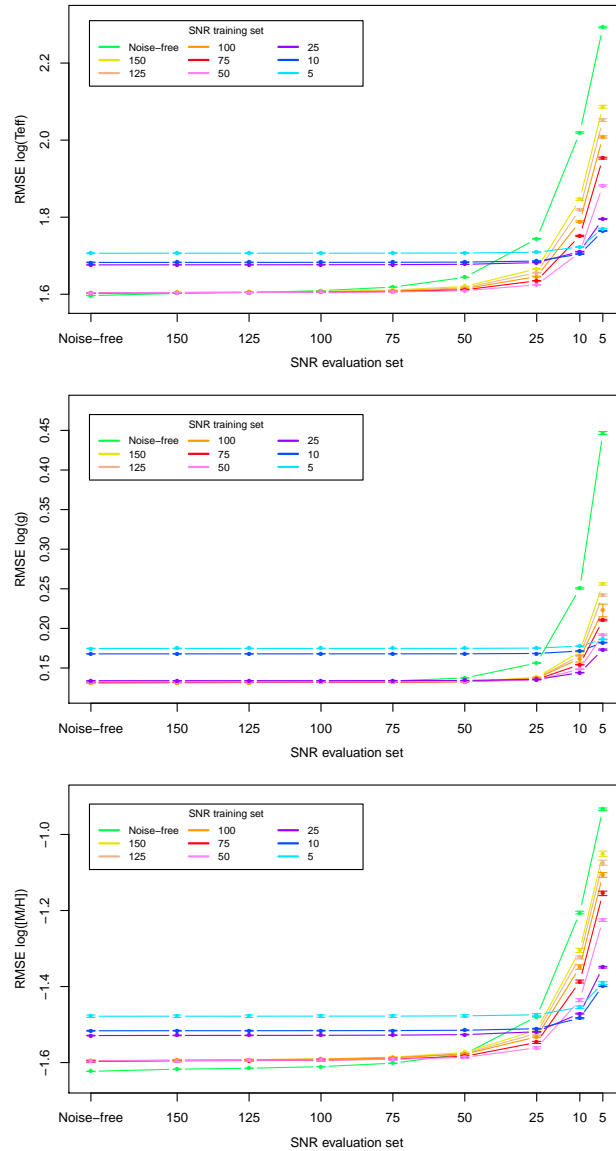 SNR training set
Noise−free 100 25
150 75 10
125 50 5
RMSE log(Teff)
2.2
2.0
1.8
1.6
Noise−free 150 125 100 75 50 25 10 5
SNR evaluation set
SNR training set
Noise−free 100 25
150 75 10
125 50 5
RMSE log(g)
0.45
0.40
0.35
0.30
0.25
0.20
0.15
Noise−free 150 125 100 75 50 25 10 5
SNR evaluation set
SNR training set
Noise−free 100 25
150 75 10
125 50 5
RMSE log([M/H])
−1.0
−1.2
−1.4
−1.6
Noise−free 150 125 100 75 50 25 10 5
SNR evaluation set